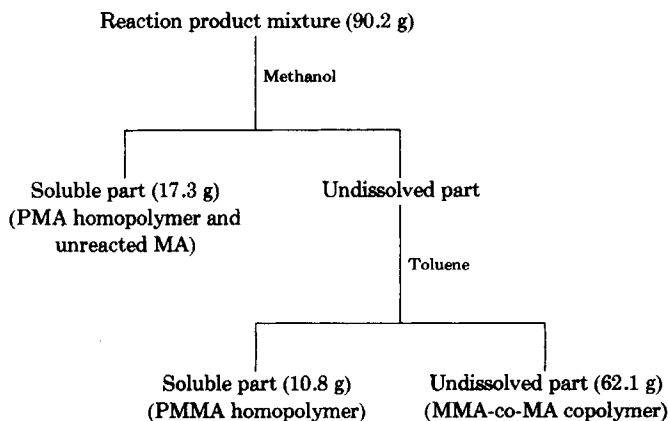 Reaction product mixture (90.2 g)
Methanol
Soluble part (17.3 g)
(PMA homopolymer and
unreacted MA)
Undissolved part
Toluene
Soluble part (10.8 g)
(PMMA homopolymer)
Undissolved part (62.1 g)
(MMA-co-MA copolymer)